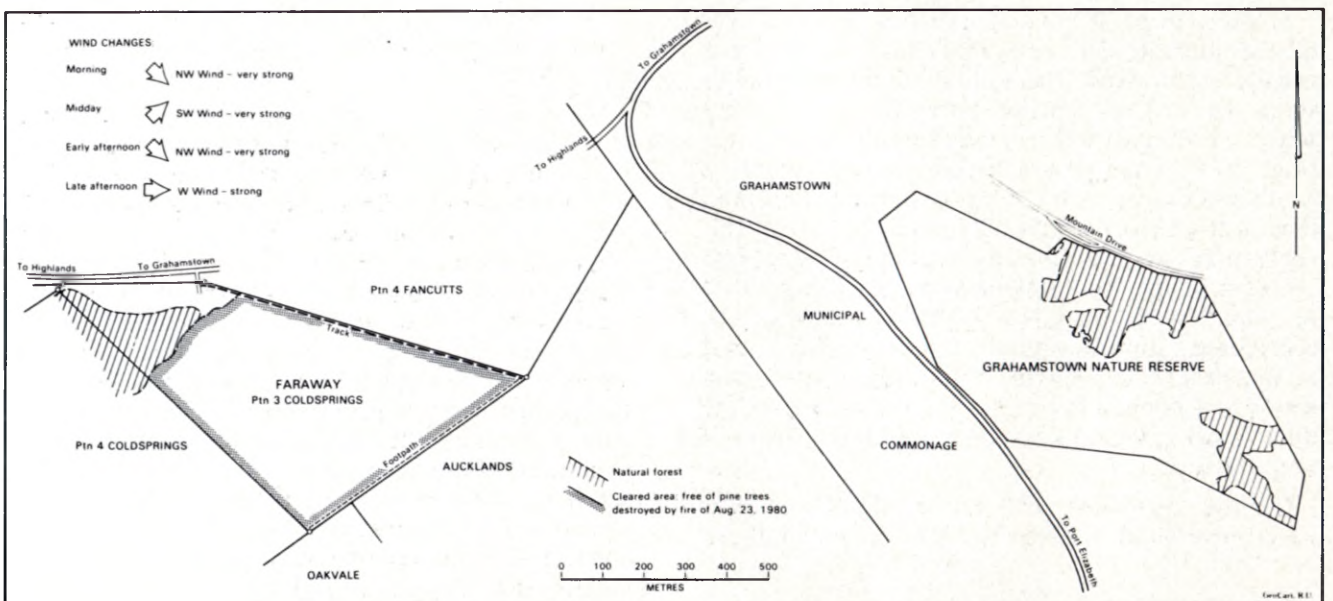 WIND CHANGES:
Morning NW Wind – very strong
Midday SW Wind – very strong
Early afternoon NW Wind – very strong
Late afternoon W Wind – strong
To Grahamstown
To Highlands
GRAHAMSTOWN
N
Mountain Drive
To Highlands
To Grahamstown
Ptn 4 FANCUTTS
MUNICIPAL
Track
GRAHAMSTOWN NATURE RESERVE
FARAWAY
Ptn 3 COLDSPRINGS
Ptn 4 COLDSPRINGS
Footpath
AUCKLANDS
COMMONAGE
Natural forest
Cleared area: free of pine trees
destroyed by fire of Aug. 23, 1980
To Port Elizabeth
OAKVALE
0 100 200 300 400 500
METRES
GeoCart, R.U.